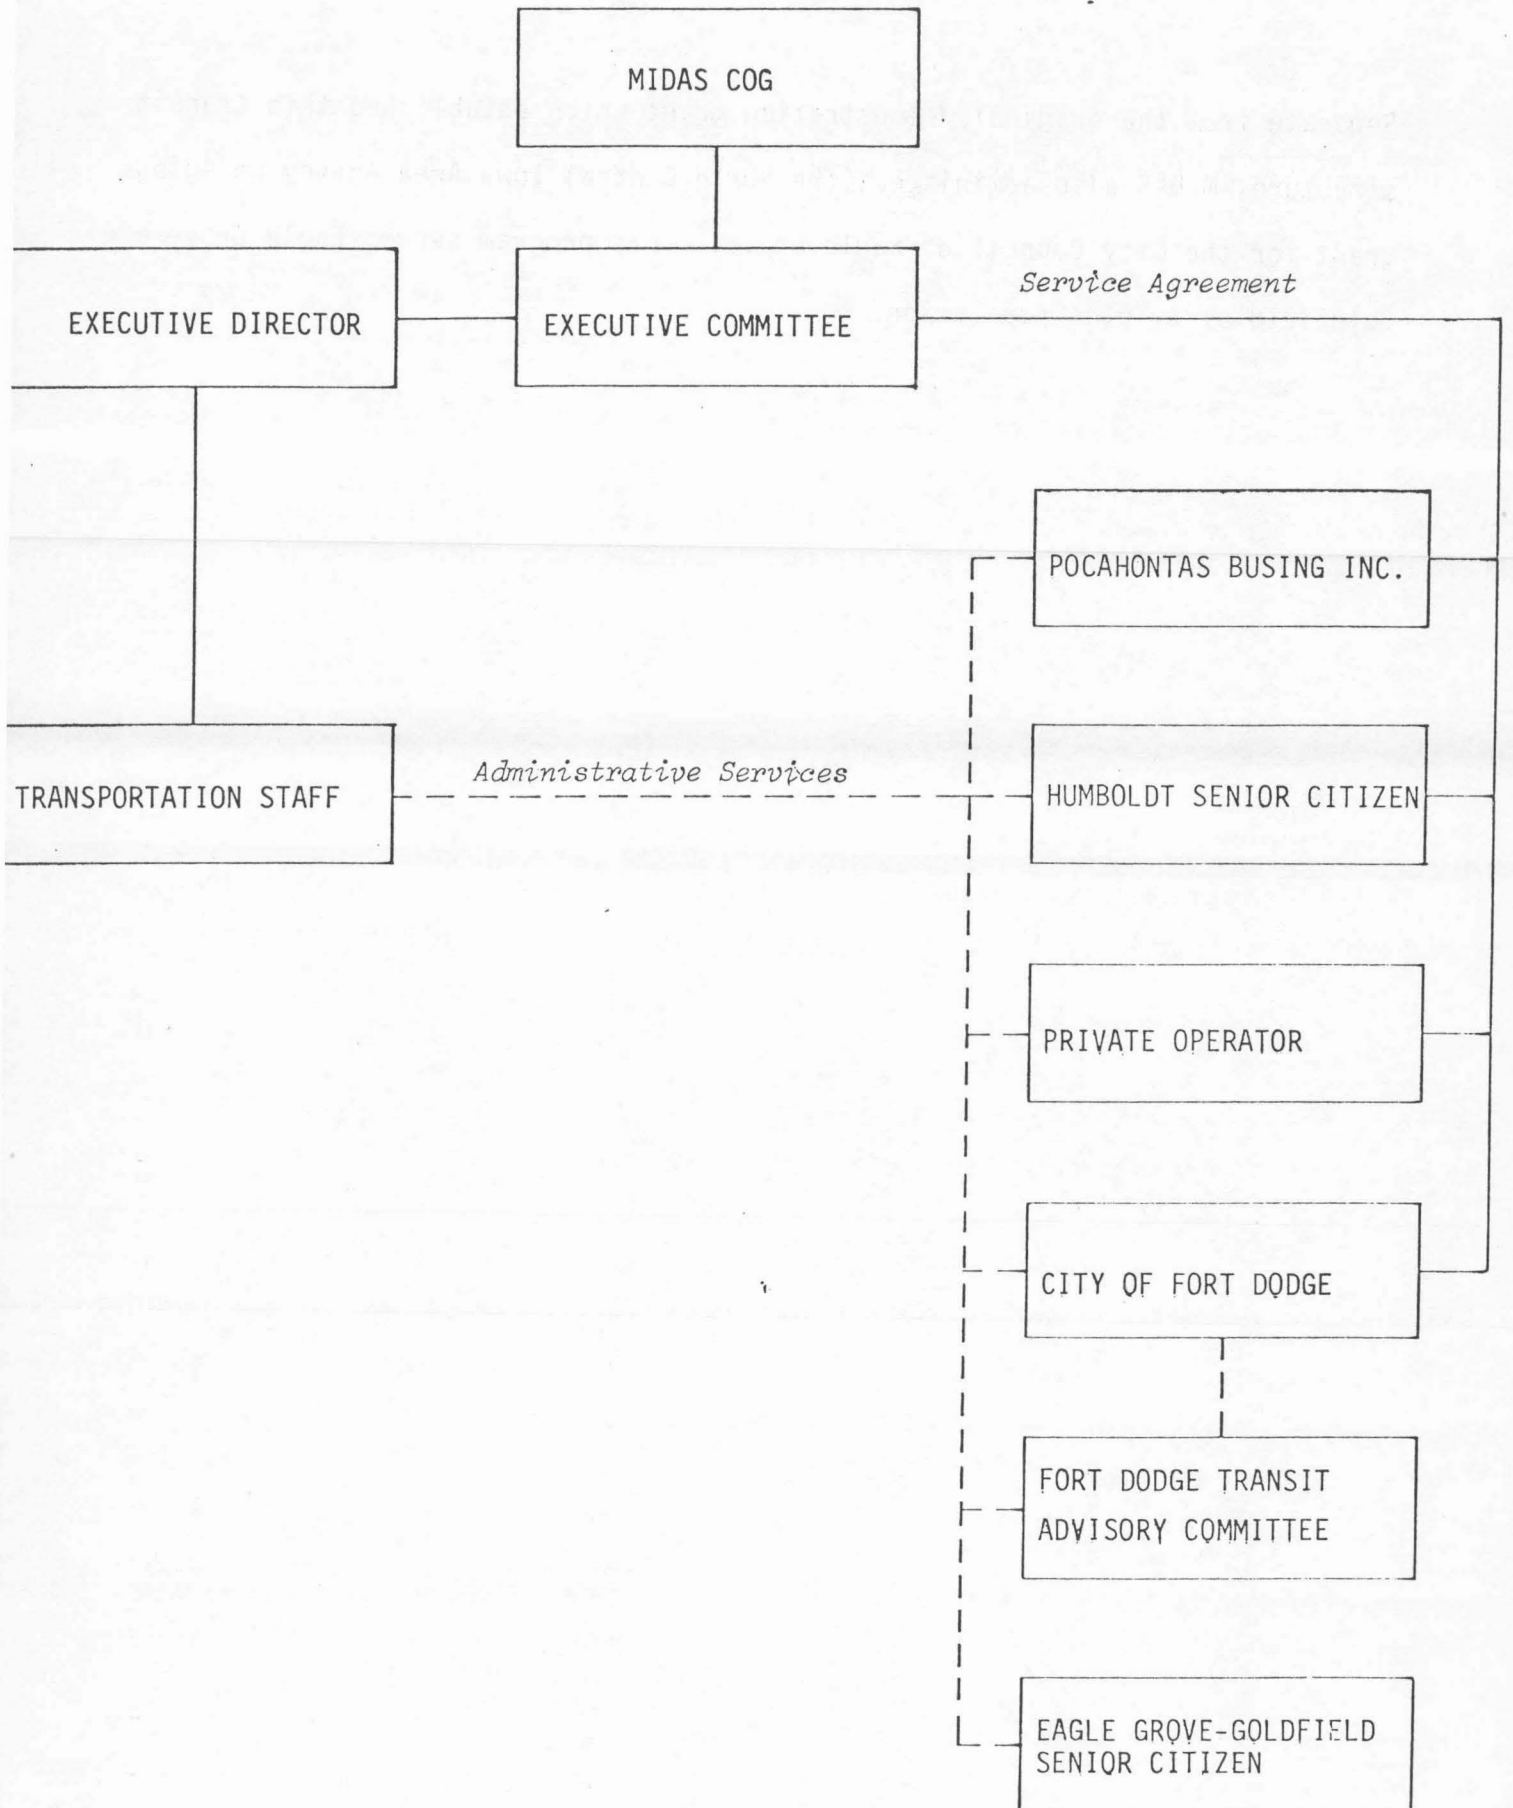 MIDAS COG
EXECUTIVE DIRECTOR
EXECUTIVE COMMITTEE
Service Agreement
POCAHONTAS BUSING INC.
TRANSPORTATION STAFF
Administrative Services
HUMBOLDT SENIOR CITIZEN
PRIVATE OPERATOR
CITY OF FORT DODGE
FORT DODGE TRANSIT
ADVISORY COMMITTEE
EAGLE GROVE-GOLDFIELD
SENIOR CITIZEN